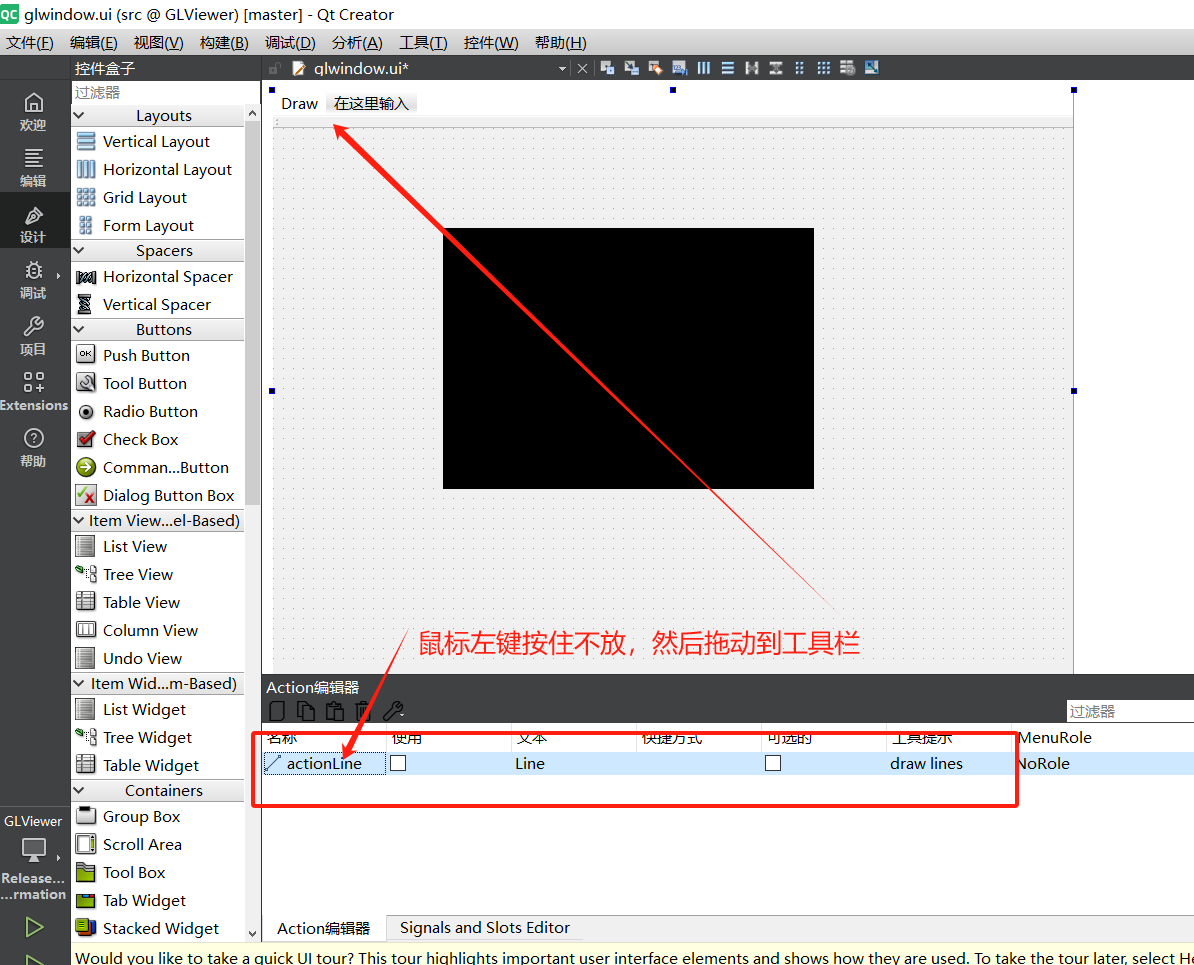 QC glwindow.ui (src @ GLViewer) [master] - Qt Creator
文件(F) 编辑(E) 视图(V) 构建(B) 调试(D) 分析(A) 工具(T) 控件(W) 帮助(H)
控件盒子
glwindow.ui*
过滤器
欢迎
编辑
设计
调试
项目
Extensions
帮助
GLViewer
Release...
...rmation
Layouts
Vertical Layout
Horizontal Layout
Grid Layout
Form Layout
Spacers
Horizontal Spacer
Vertical Spacer
Buttons
OK Push Button
Tool Button
Radio Button
Check Box
Comman...Button
Dialog Button Box
Item View...el-Based)
List View
Tree View
Table View
Column View
Undo View
Item Wid...m-Based)
List Widget
Tree Widget
Table Widget
Containers
Group Box
Scroll Area
Tool Box
Tab Widget
Stacked Widget
Draw 在这里输入
鼠标左键按住不放，然后拖动到工具栏
Action编辑器
过滤器
名称 使用 文本 快捷方式 可选的 工具提示 MenuRole
actionLine Line draw lines NoRole
Action编辑器 Signals and Slots Editor
Would you like to take a quick UI tour? This tour highlights important user interface elements and shows how they are used. To take the tour later, select He